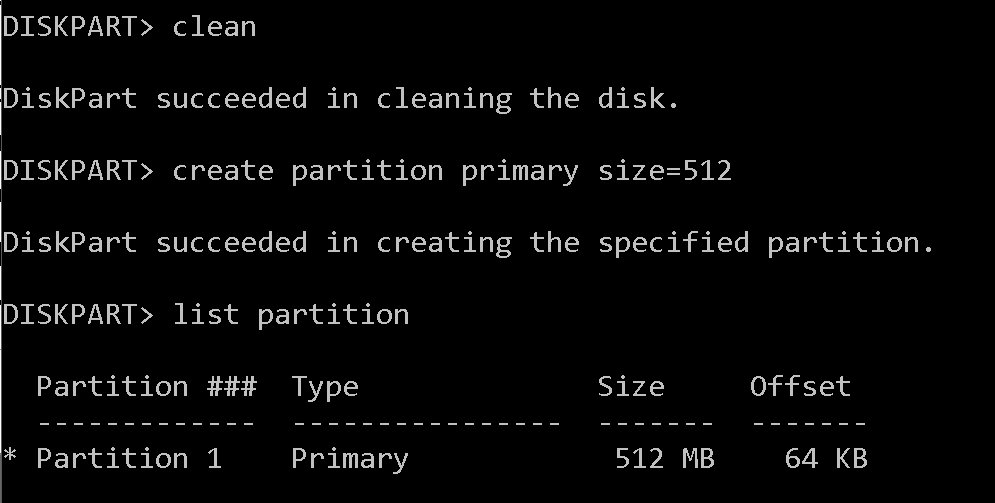 DISKPART> clean
DiskPart succeeded in cleaning the disk.
DISKPART> create partition primary size=512
DiskPart succeeded in creating the specified partition.
DISKPART> list partition
  Partition ###  Type              Size     Offset
  -------------  ----------------  -------  -------
* Partition 1    Primary            512 MB    64 KB